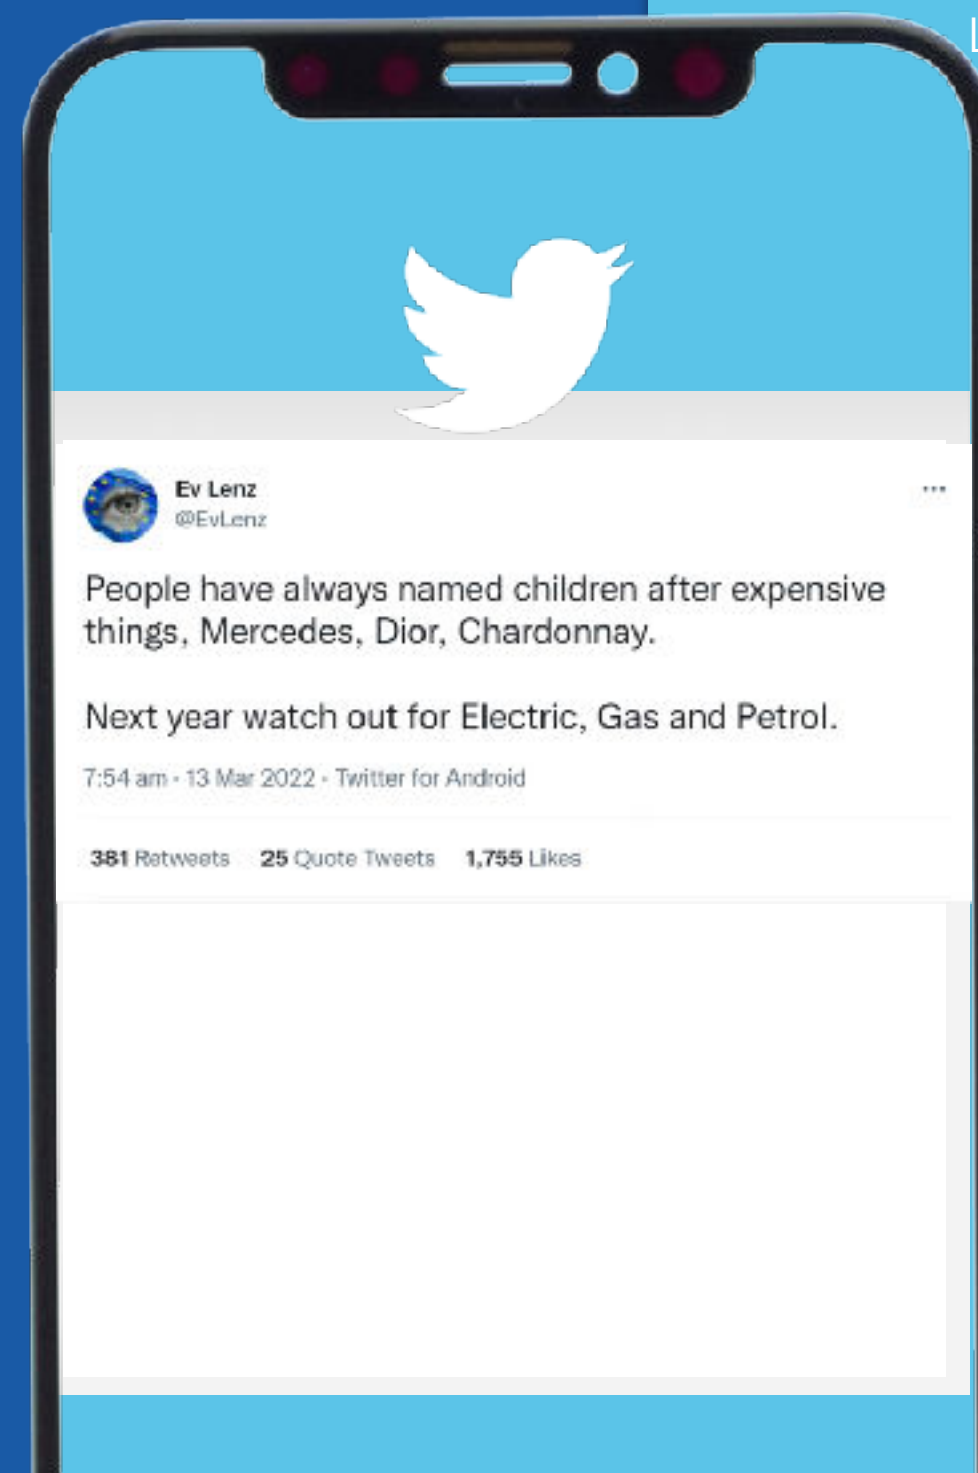 L
Ev Lenz
@EvLenz
People have always named children after expensive
things, Mercedes, Dior, Chardonnay.
Next year watch out for Electric, Gas and Petrol.
7:54 am · 13 Mar 2022 · Twitter for Android
381 Retweets 25 Quote Tweets 1,755 Likes